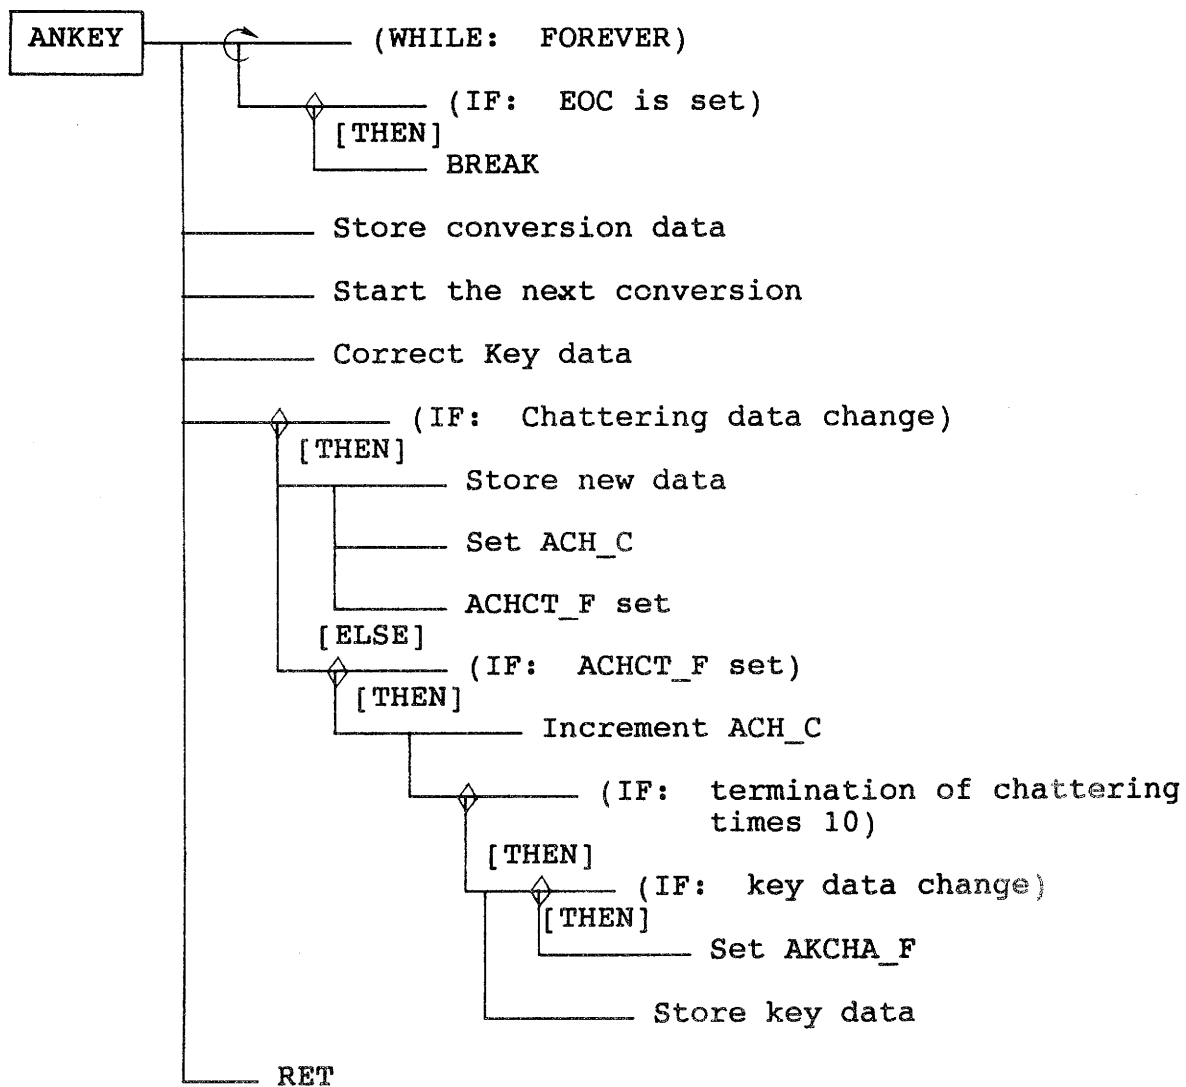 ANKEY (WHILE: FOREVER)
(IF: EOC is set)
[THEN]
BREAK
Store conversion data
Start the next conversion
Correct Key data
(IF: Chattering data change)
[THEN]
Store new data
Set ACH_C
ACHCT_F set
[ELSE]
(IF: ACHCT_F set)
[THEN]
Increment ACH_C
(IF: termination of chattering
times 10)
[THEN]
(IF: key data change)
[THEN]
Set AKCHA_F
Store key data
RET